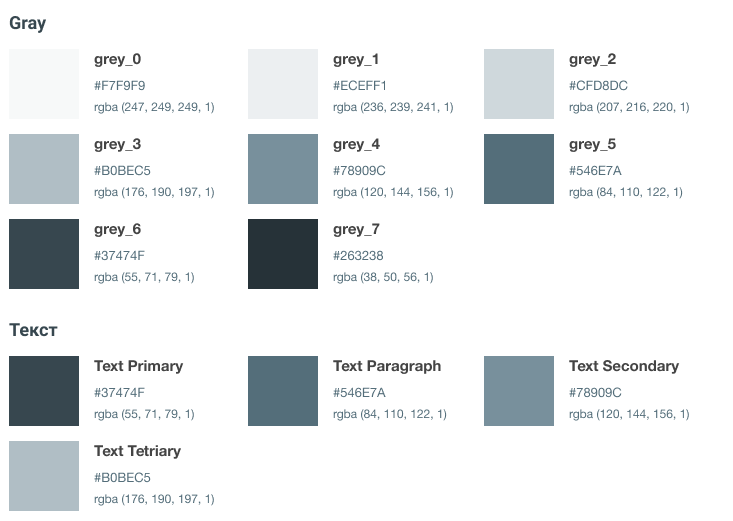 Gray
grey_0
#F7F9F9
rgba (247, 249, 249, 1)
grey_1
#ECEFF1
rgba (236, 239, 241, 1)
grey_2
#CFD8DC
rgba (207, 216, 220, 1)
grey_3
#B0BEC5
rgba (176, 190, 197, 1)
grey_4
#78909C
rgba (120, 144, 156, 1)
grey_5
#546E7A
rgba (84, 110, 122, 1)
grey_6
#37474F
rgba (55, 71, 79, 1)
grey_7
#263238
rgba (38, 50, 56, 1)
Текст
Text Primary
#37474F
rgba (55, 71, 79, 1)
Text Paragraph
#546E7A
rgba (84, 110, 122, 1)
Text Secondary
#78909C
rgba (120, 144, 156, 1)
Text Tetriary
#B0BEC5
rgba (176, 190, 197, 1)